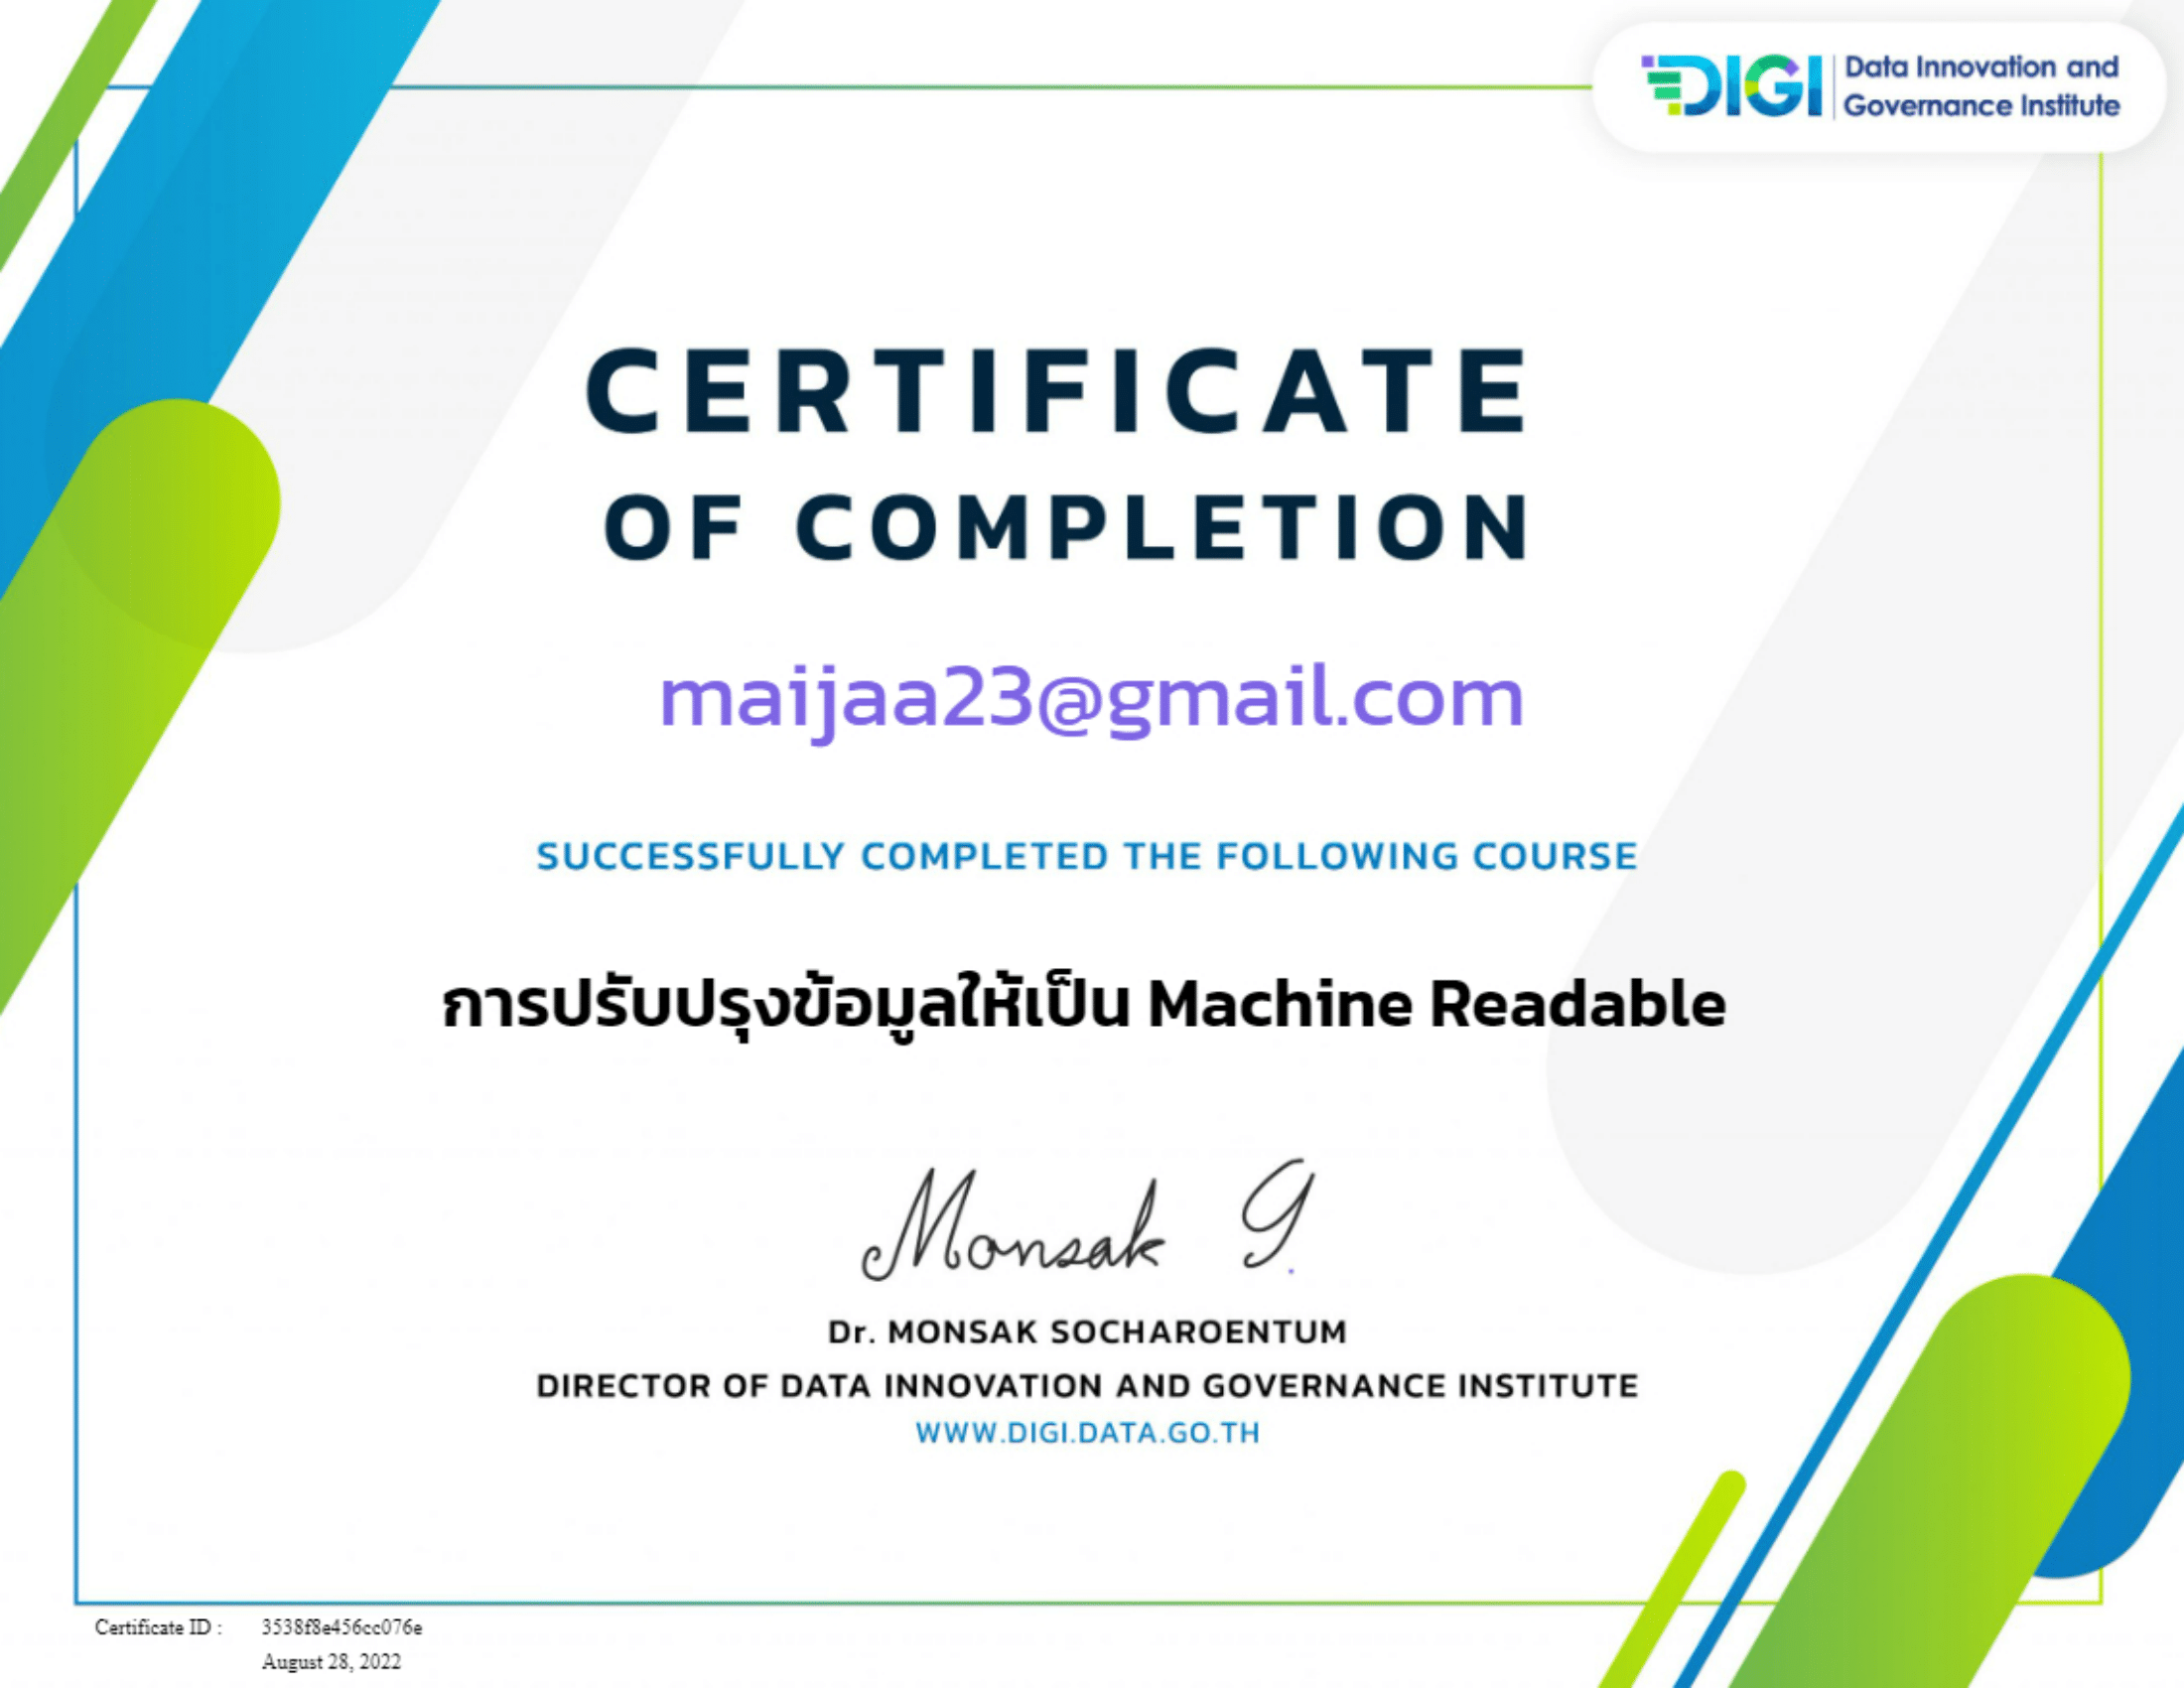 DIGI
Data Innovation and
Governance Institute
CERTIFICATE
OF COMPLETION
maijaa23@gmail.com
SUCCESSFULLY COMPLETED THE FOLLOWING COURSE
การปรับปรุงข้อมูลให้เป็น Machine Readable
Monsak G.
Dr. MONSAK SOCHAROENTUM
DIRECTOR OF DATA INNOVATION AND GOVERNANCE INSTITUTE
WWW.DIGI.DATA.GO.TH
Certificate ID : 3538f8e456cc076e
August 28, 2022